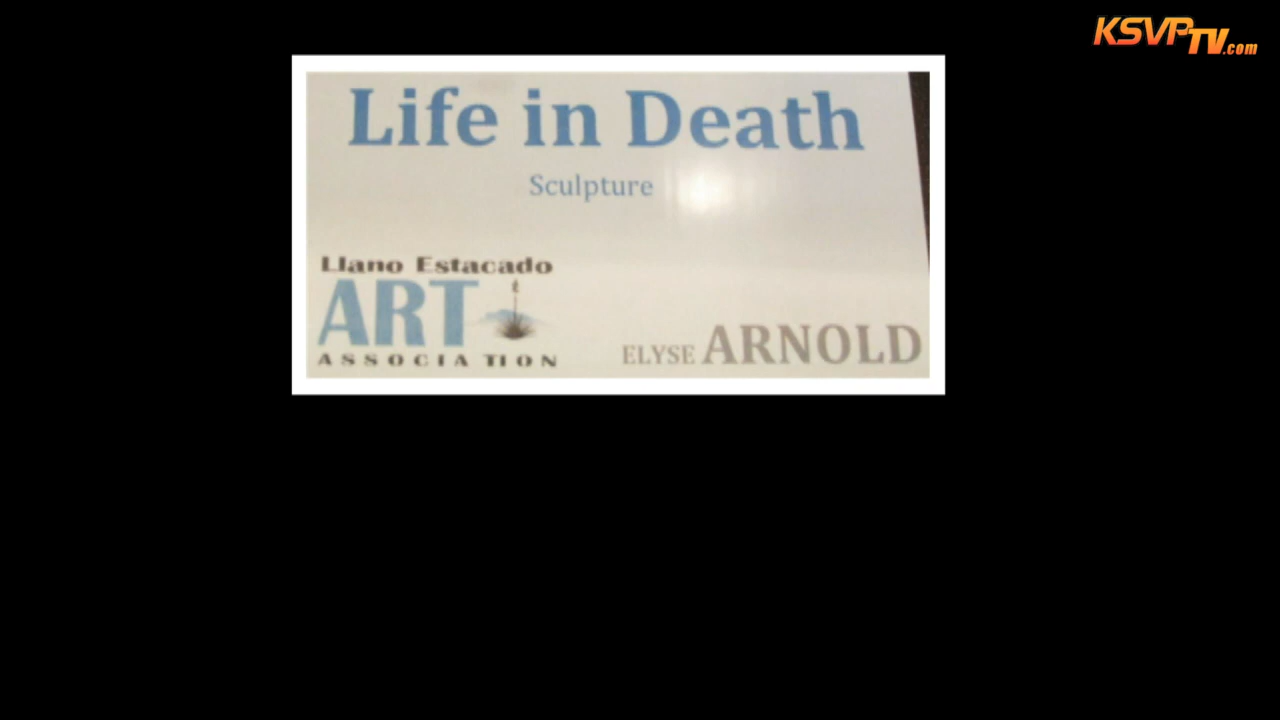 KSVPTV.com
Life in Death
Sculpture
Llano Estacado
ART
ASSOCIATION
ELYSE ARNOLD